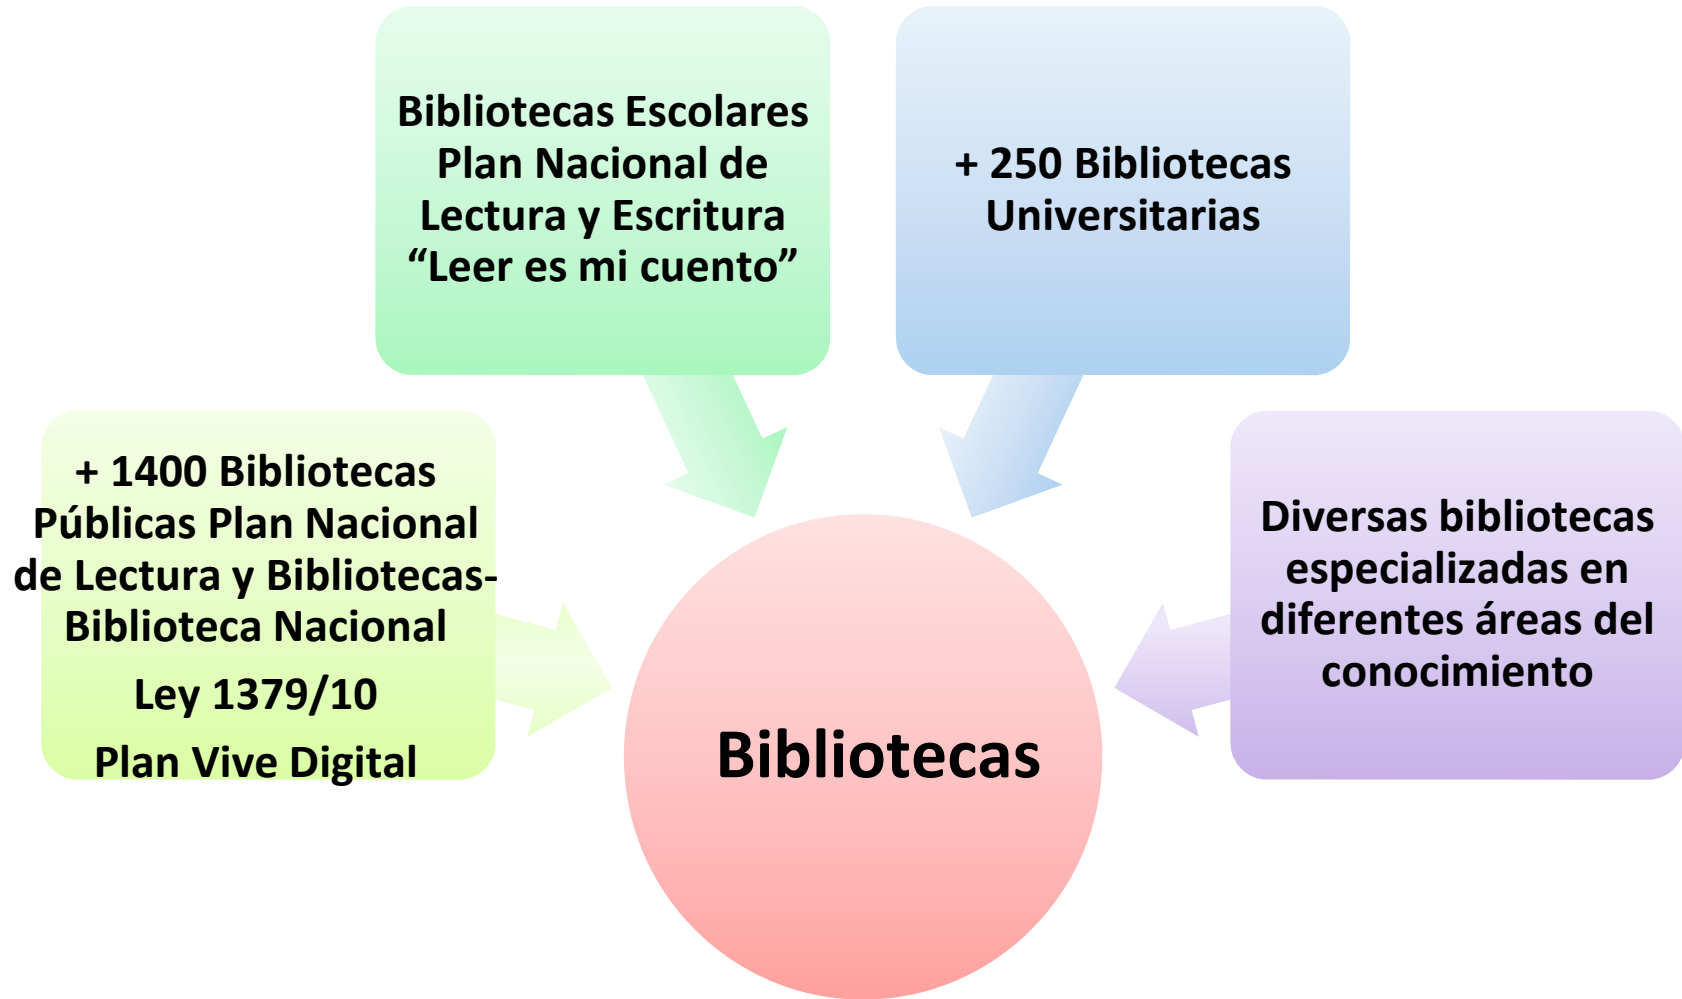 Bibliotecas Escolares
Plan Nacional de
Lectura y Escritura
“Leer es mi cuento”
+ 250 Bibliotecas
Universitarias
+ 1400 Bibliotecas
Públicas Plan Nacional
de Lectura y Bibliotecas-
Biblioteca Nacional
Ley 1379/10
Plan Vive Digital
Diversas bibliotecas
especializadas en
diferentes áreas del
conocimiento
Bibliotecas